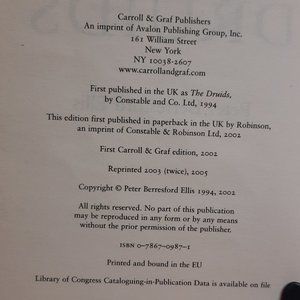 Carroll & Graf Publishers
An imprint of Avalon Publishing Group, Inc.
161 William Street
New York
NY 10038-2607
www.carrollandgraf.com
First published in the UK as The Druids,
by Constable and Co. Ltd, 1994
This edition first published in paperback in the UK by Robinson,
an imprint of Constable & Robinson Ltd, 2002
First Carroll & Graf edition, 2002
Reprinted 2003 (twice), 2005
Copyright © Peter Berresford Ellis 1994, 2002
All rights reserved. No part of this publication
may be reproduced in any form or by any means
without the prior permission of the publisher.
ISBN 0-7867-0987-1
Printed and bound in the EU
Library of Congress Cataloguing-in-Publication Data is available on file